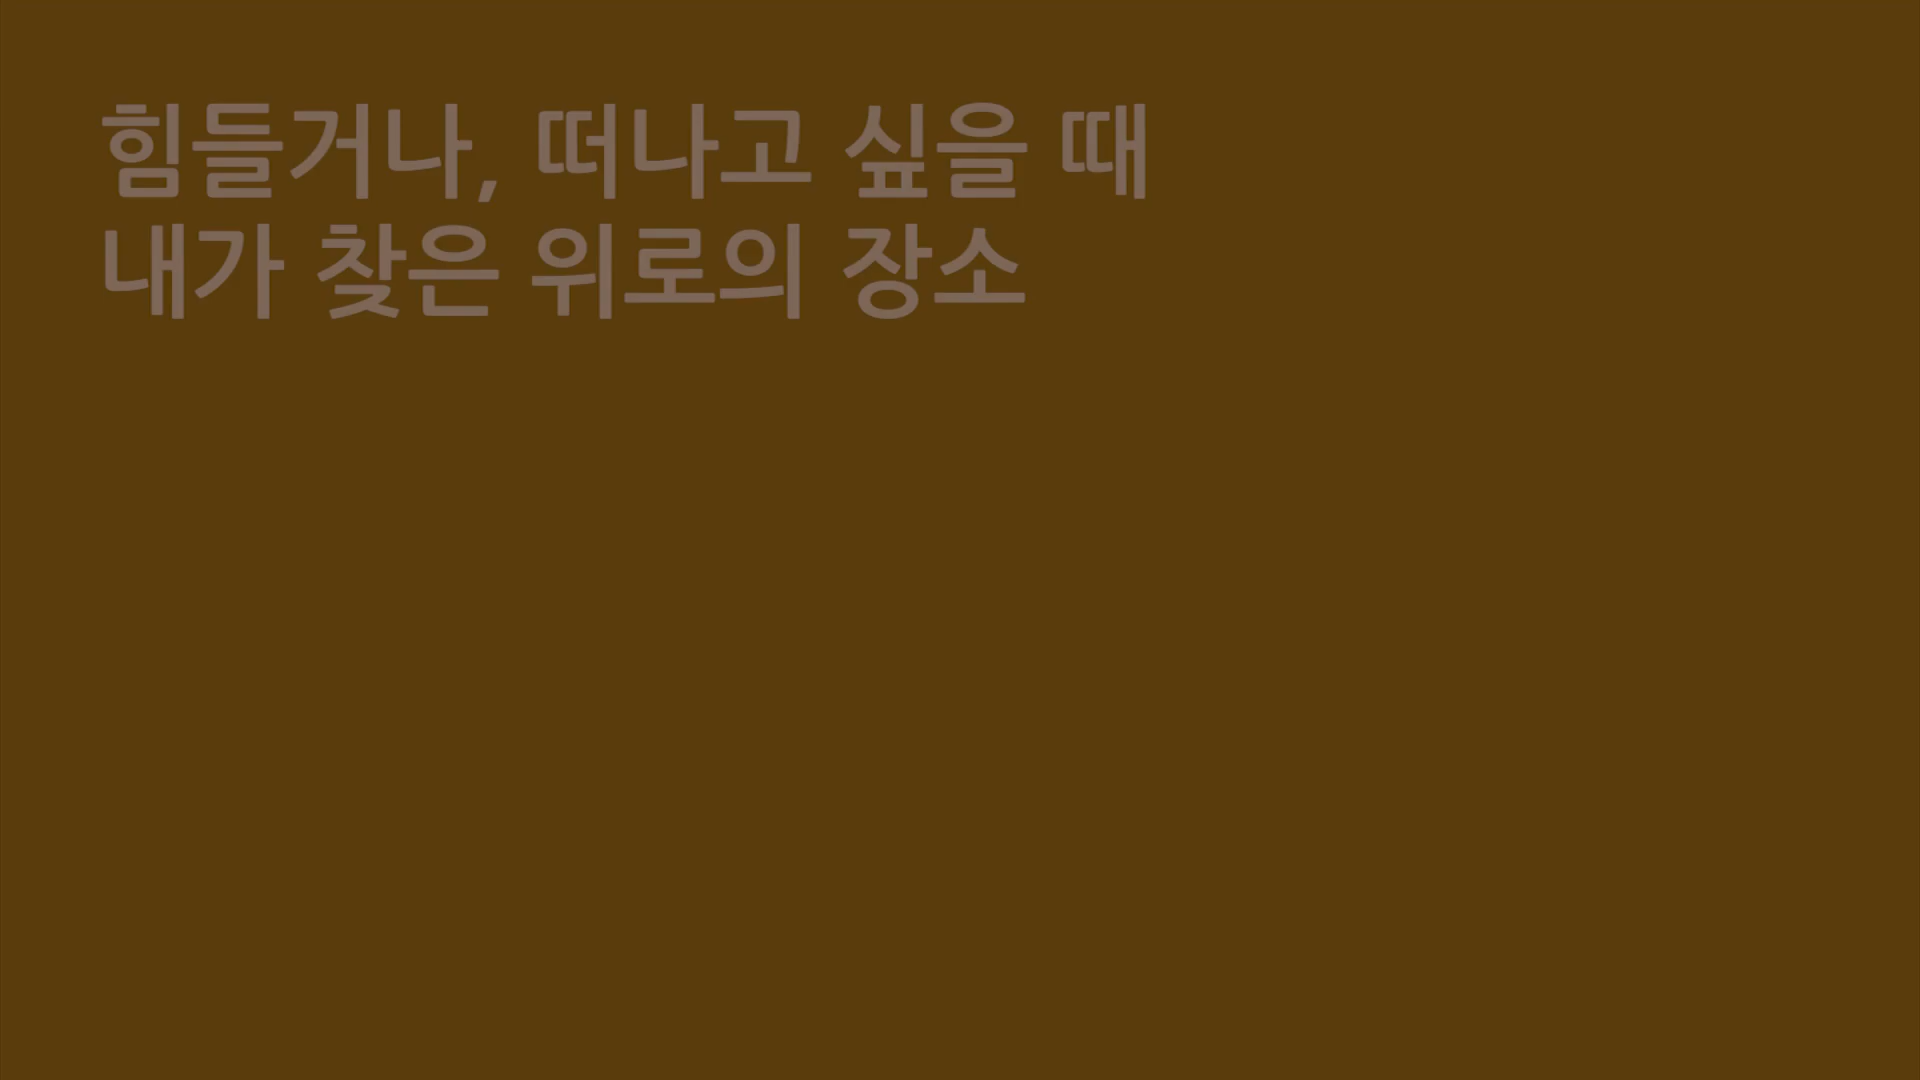 힘들거나, 떠나고 싶을 때
내가 찾은 위로의 장소